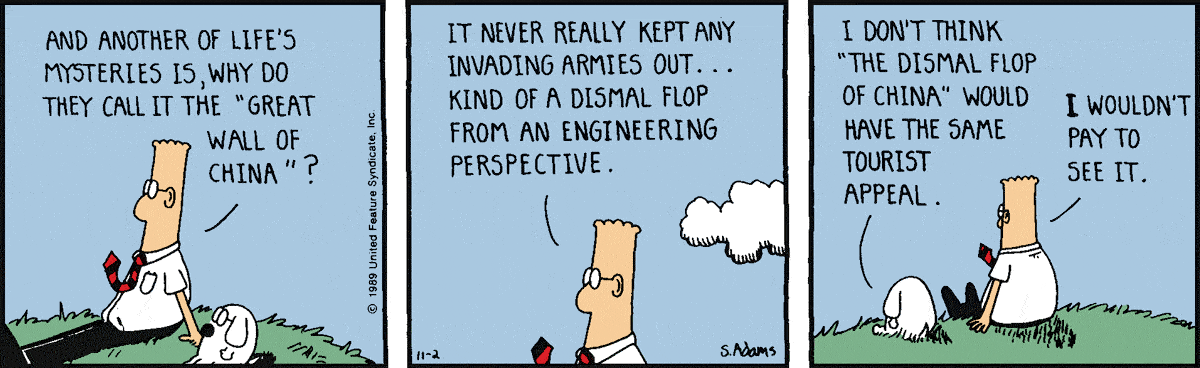 AND ANOTHER OF LIFE'S
MYSTERIES IS, WHY DO
THEY CALL IT THE "GREAT
WALL OF
CHINA"?
© 1989 United Feature Syndicate, Inc.
IT NEVER REALLY KEPT ANY
INVADING ARMIES OUT...
KIND OF A DISMAL FLOP
FROM AN ENGINEERING
PERSPECTIVE.
11-2
S. Adams
I DON'T THINK
"THE DISMAL FLOP
OF CHINA" WOULD
HAVE THE SAME
TOURIST
APPEAL.
I WOULDN'T
PAY TO
SEE IT.